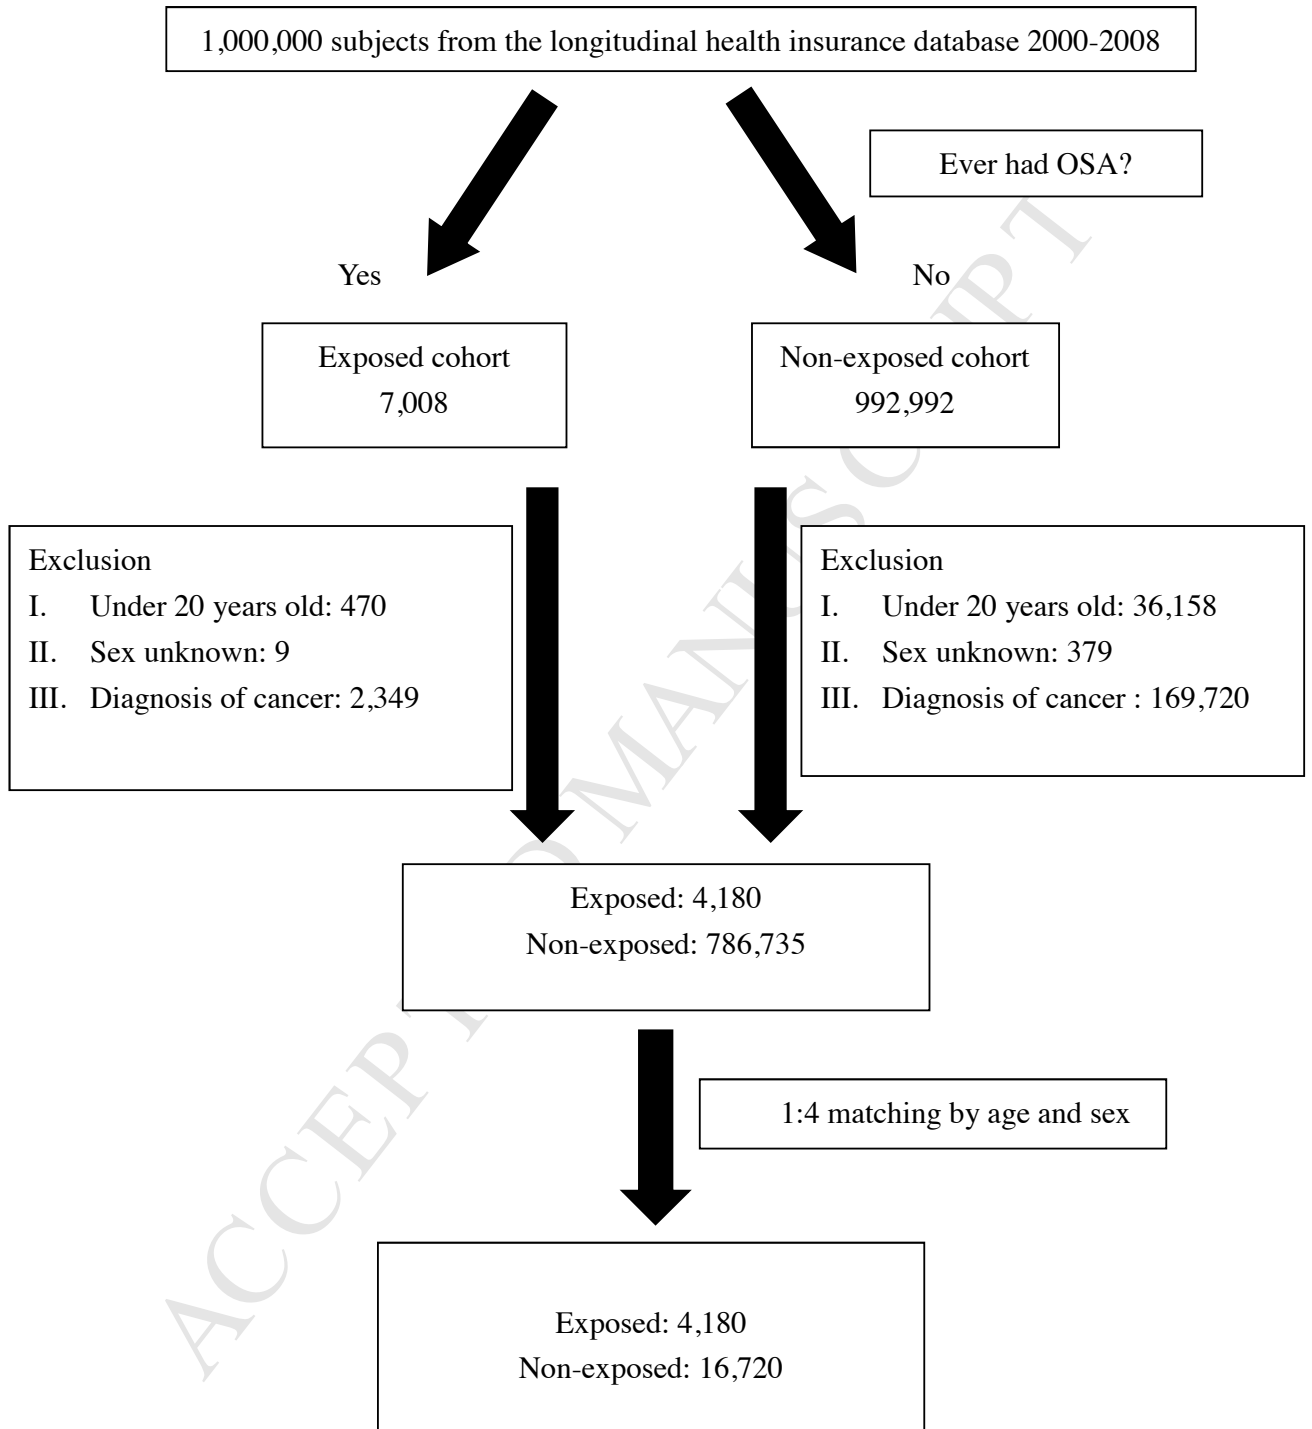 1,000,000 subjects from the longitudinal health insurance database 2000-2008
Ever had OSA?
Yes
No
Exposed cohort
7,008
Non-exposed cohort
992,992
Exclusion
I. Under 20 years old: 470
II. Sex unknown: 9
III. Diagnosis of cancer: 2,349
Exclusion
I. Under 20 years old: 36,158
II. Sex unknown: 379
III. Diagnosis of cancer : 169,720
Exposed: 4,180
Non-exposed: 786,735
1:4 matching by age and sex
Exposed: 4,180
Non-exposed: 16,720
ACCEPTED MANUSCRIPT